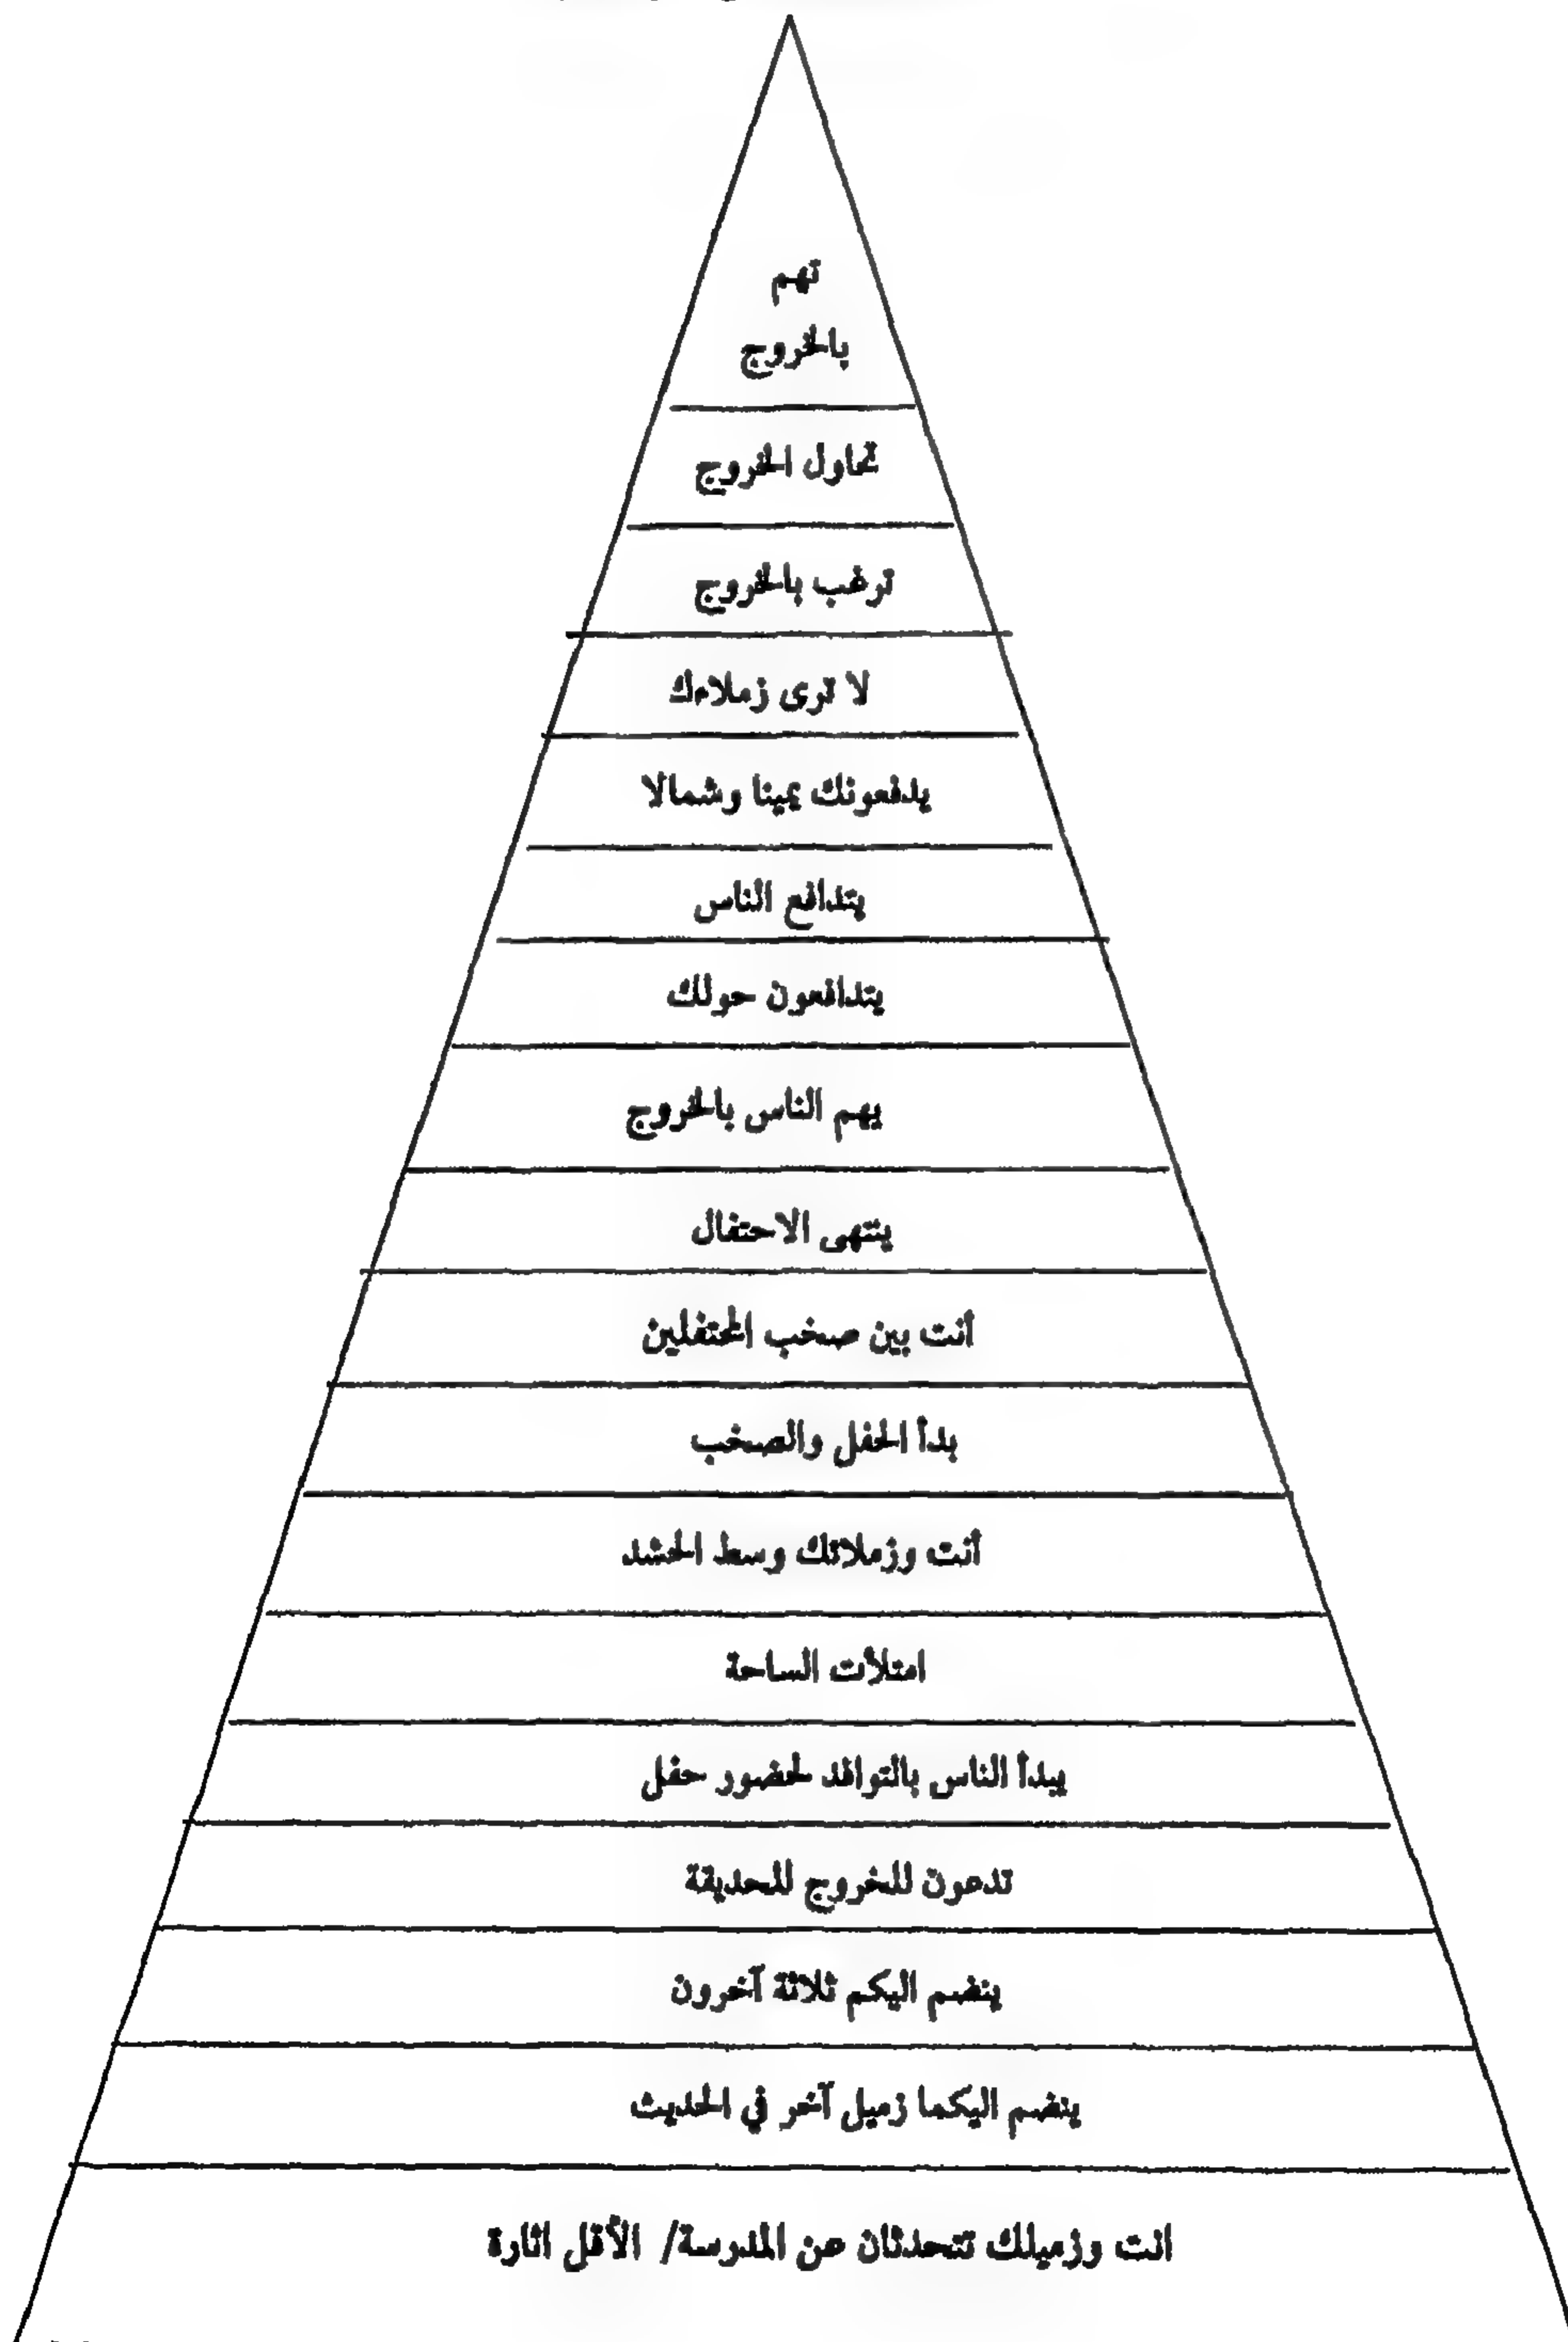 تهم
بالخروج
تحاول الخروج
ترغب بالخروج
لا ترى زملاءك
يدفعونك يمينا وشمالا
يتدافع الناس
يتدافعون حولك
يهم الناس بالخروج
ينتهى الاحتفال
أنت بين صخب المحتفلين
بدأ الحفل والصخب
أنت وزملائك وسط الحشد
امتلأت الساحة
يبدأ الناس بالتوافد لحضور حفل
تدعون للخروج للحديقة
ينضم اليكم ثلاثة آخرون
ينضم اليكما زميل آخر في الحديث
انت وزميلك تتحدثان عن المدرسة/ الأقل اثارة